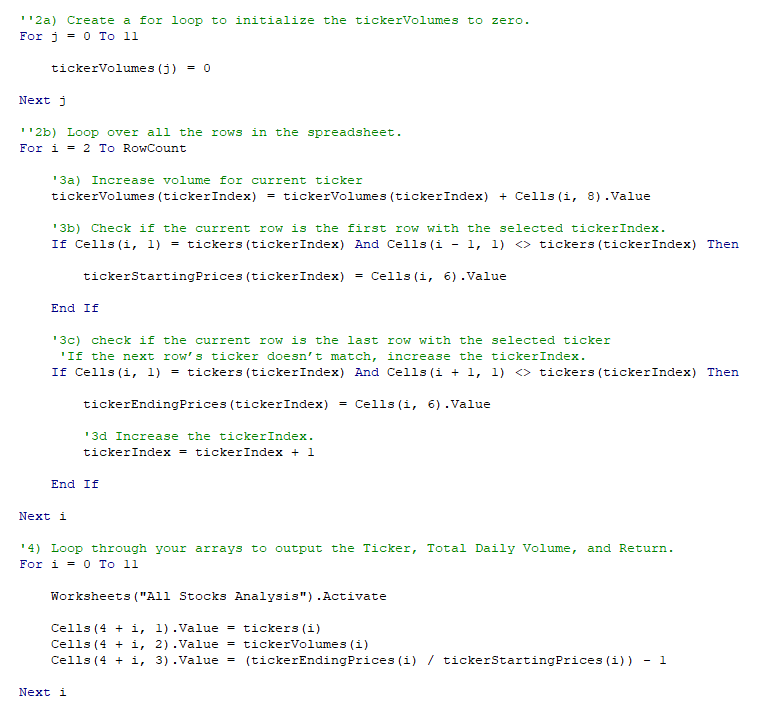 ''2a) Create a for loop to initialize the tickerVolumes to zero.
For j = 0 To 11
tickerVolumes(j) = 0
Next j
''2b) Loop over all the rows in the spreadsheet.
For i = 2 To RowCount
'3a) Increase volume for current ticker
tickerVolumes(tickerIndex) = tickerVolumes(tickerIndex) + Cells(i, 8).Value
'3b) Check if the current row is the first row with the selected tickerIndex.
If Cells(i, 1) = tickers(tickerIndex) And Cells(i - 1, 1) <> tickers(tickerIndex) Then
tickerStartingPrices(tickerIndex) = Cells(i, 6).Value
End If
'3c) check if the current row is the last row with the selected ticker
'If the next row’s ticker doesn’t match, increase the tickerIndex.
If Cells(i, 1) = tickers(tickerIndex) And Cells(i + 1, 1) <> tickers(tickerIndex) Then
tickerEndingPrices(tickerIndex) = Cells(i, 6).Value
'3d Increase the tickerIndex.
tickerIndex = tickerIndex + 1
End If
Next i
'4) Loop through your arrays to output the Ticker, Total Daily Volume, and Return.
For i = 0 To 11
Worksheets("All Stocks Analysis").Activate
Cells(4 + i, 1).Value = tickers(i)
Cells(4 + i, 2).Value = tickerVolumes(i)
Cells(4 + i, 3).Value = (tickerEndingPrices(i) / tickerStartingPrices(i)) - 1
Next i